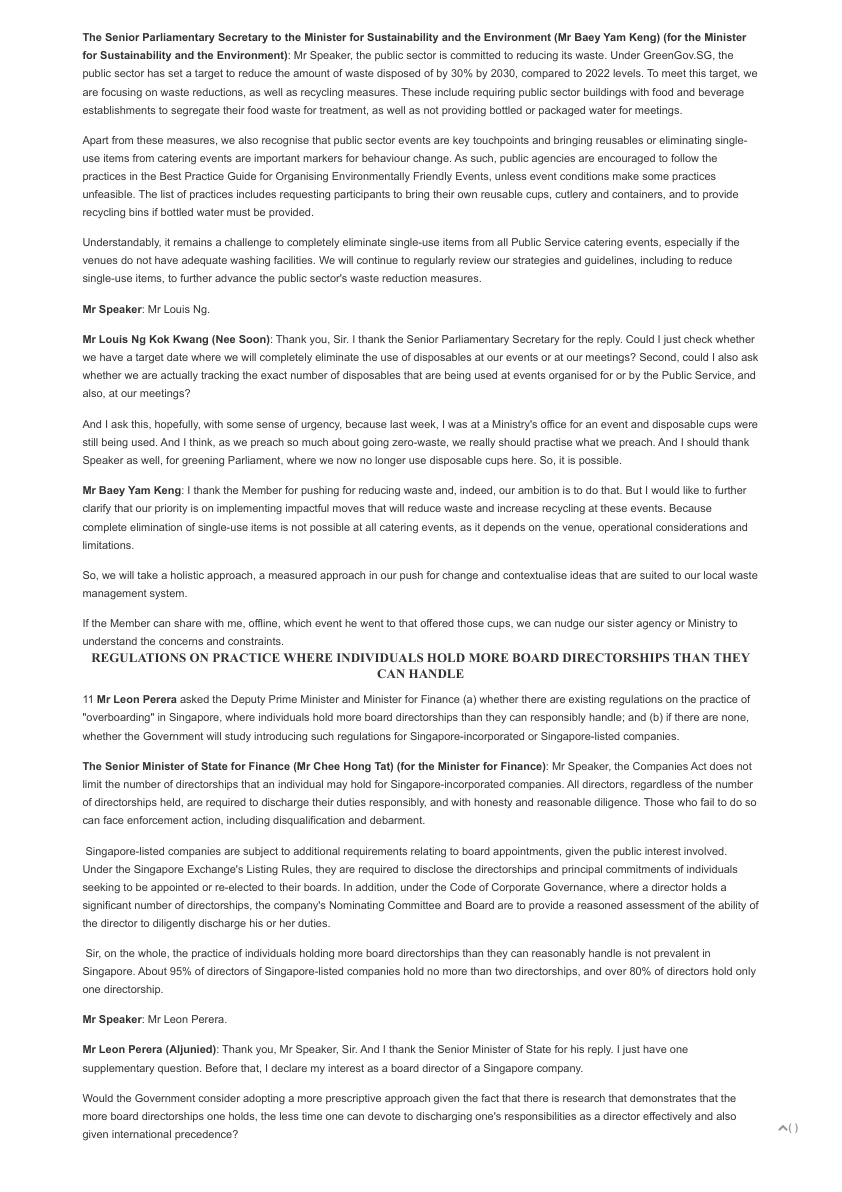 The Senior Parliamentary Secretary to the Minister for Sustainability and the Environment (Mr Baey Yam Keng) (for the Minister
for Sustainability and the Environment): Mr Speaker, the public sector is committed to reducing its waste. Under GreenGov.SG, the
public sector has set a target to reduce the amount of waste disposed of by 30% by 2030, compared to 2022 levels. To meet this target, we
are focusing on waste reductions, as well as recycling measures. These include requiring public sector buildings with food and beverage
establishments to segregate their food waste for treatment, as well as not providing bottled or packaged water for meetings.
Apart from these measures, we also recognise that public sector events are key touchpoints and bringing reusables or eliminating single-
use items from catering events are important markers for behaviour change. As such, public agencies are encouraged to follow the
practices in the Best Practice Guide for Organising Environmentally Friendly Events, unless event conditions make some practices
unfeasible. The list of practices includes requesting participants to bring their own reusable cups, cutlery and containers, and to provide
recycling bins if bottled water must be provided.
Understandably, it remains a challenge to completely eliminate single-use items from all Public Service catering events, especially if the
venues do not have adequate washing facilities. We will continue to regularly review our strategies and guidelines, including to reduce
single-use items, to further advance the public sector's waste reduction measures.
Mr Speaker: Mr Louis Ng.
Mr Louis Ng Kok Kwang (Nee Soon): Thank you, Sir. I thank the Senior Parliamentary Secretary for the reply. Could I just check whether
we have a target date where we will completely eliminate the use of disposables at our events or at our meetings? Second, could I also ask
whether we are actually tracking the exact number of disposables that are being used at events organised for or by the Public Service, and
also, at our meetings?
And I ask this, hopefully, with some sense of urgency, because last week, I was at a Ministry's office for an event and disposable cups were
still being used. And I think, as we preach so much about going zero-waste, we really should practise what we preach. And I should thank
Speaker as well, for greening Parliament, where we now no longer use disposable cups here. So, it is possible.
Mr Baey Yam Keng: I thank the Member for pushing for reducing waste and, indeed, our ambition is to do that. But I would like to further
clarify that our priority is on implementing impactful moves that will reduce waste and increase recycling at these events. Because
complete elimination of single-use items is not possible at all catering events, as it depends on the venue, operational considerations and
limitations.
So, we will take a holistic approach, a measured approach in our push for change and contextualise ideas that are suited to our local waste
management system.
If the Member can share with me, offline, which event he went to that offered those cups, we can nudge our sister agency or Ministry to
understand the concerns and constraints.
REGULATIONS ON PRACTICE WHERE INDIVIDUALS HOLD MORE BOARD DIRECTORSHIPS THAN THEY
CAN HANDLE
11 Mr Leon Perera asked the Deputy Prime Minister and Minister for Finance (a) whether there are existing regulations on the practice of
"overboarding" in Singapore, where individuals hold more board directorships than they can responsibly handle; and (b) if there are none,
whether the Government will study introducing such regulations for Singapore-incorporated or Singapore-listed companies.
The Senior Minister of State for Finance (Mr Chee Hong Tat) (for the Minister for Finance): Mr Speaker, the Companies Act does not
limit the number of directorships that an individual may hold for Singapore-incorporated companies. All directors, regardless of the number
of directorships held, are required to discharge their duties responsibly, and with honesty and reasonable diligence. Those who fail to do so
can face enforcement action, including disqualification and debarment.
Singapore-listed companies are subject to additional requirements relating to board appointments, given the public interest involved.
Under the Singapore Exchange's Listing Rules, they are required to disclose the directorships and principal commitments of individuals
seeking to be appointed or re-elected to their boards. In addition, under the Code of Corporate Governance, where a director holds a
significant number of directorships, the company's Nominating Committee and Board are to provide a reasoned assessment of the ability of
the director to diligently discharge his or her duties.
Sir, on the whole, the practice of individuals holding more board directorships than they can reasonably handle is not prevalent in
Singapore. About 95% of directors of Singapore-listed companies hold no more than two directorships, and over 80% of directors hold only
one directorship.
Mr Speaker: Mr Leon Perera.
Mr Leon Perera (Aljunied): Thank you, Mr Speaker, Sir. And I thank the Senior Minister of State for his reply. I just have one
supplementary question. Before that, I declare my interest as a board director of a Singapore company.
Would the Government consider adopting a more prescriptive approach given the fact that there is research that demonstrates that the
more board directorships one holds, the less time one can devote to discharging one's responsibilities as a director effectively and also
given international precedence?
( )